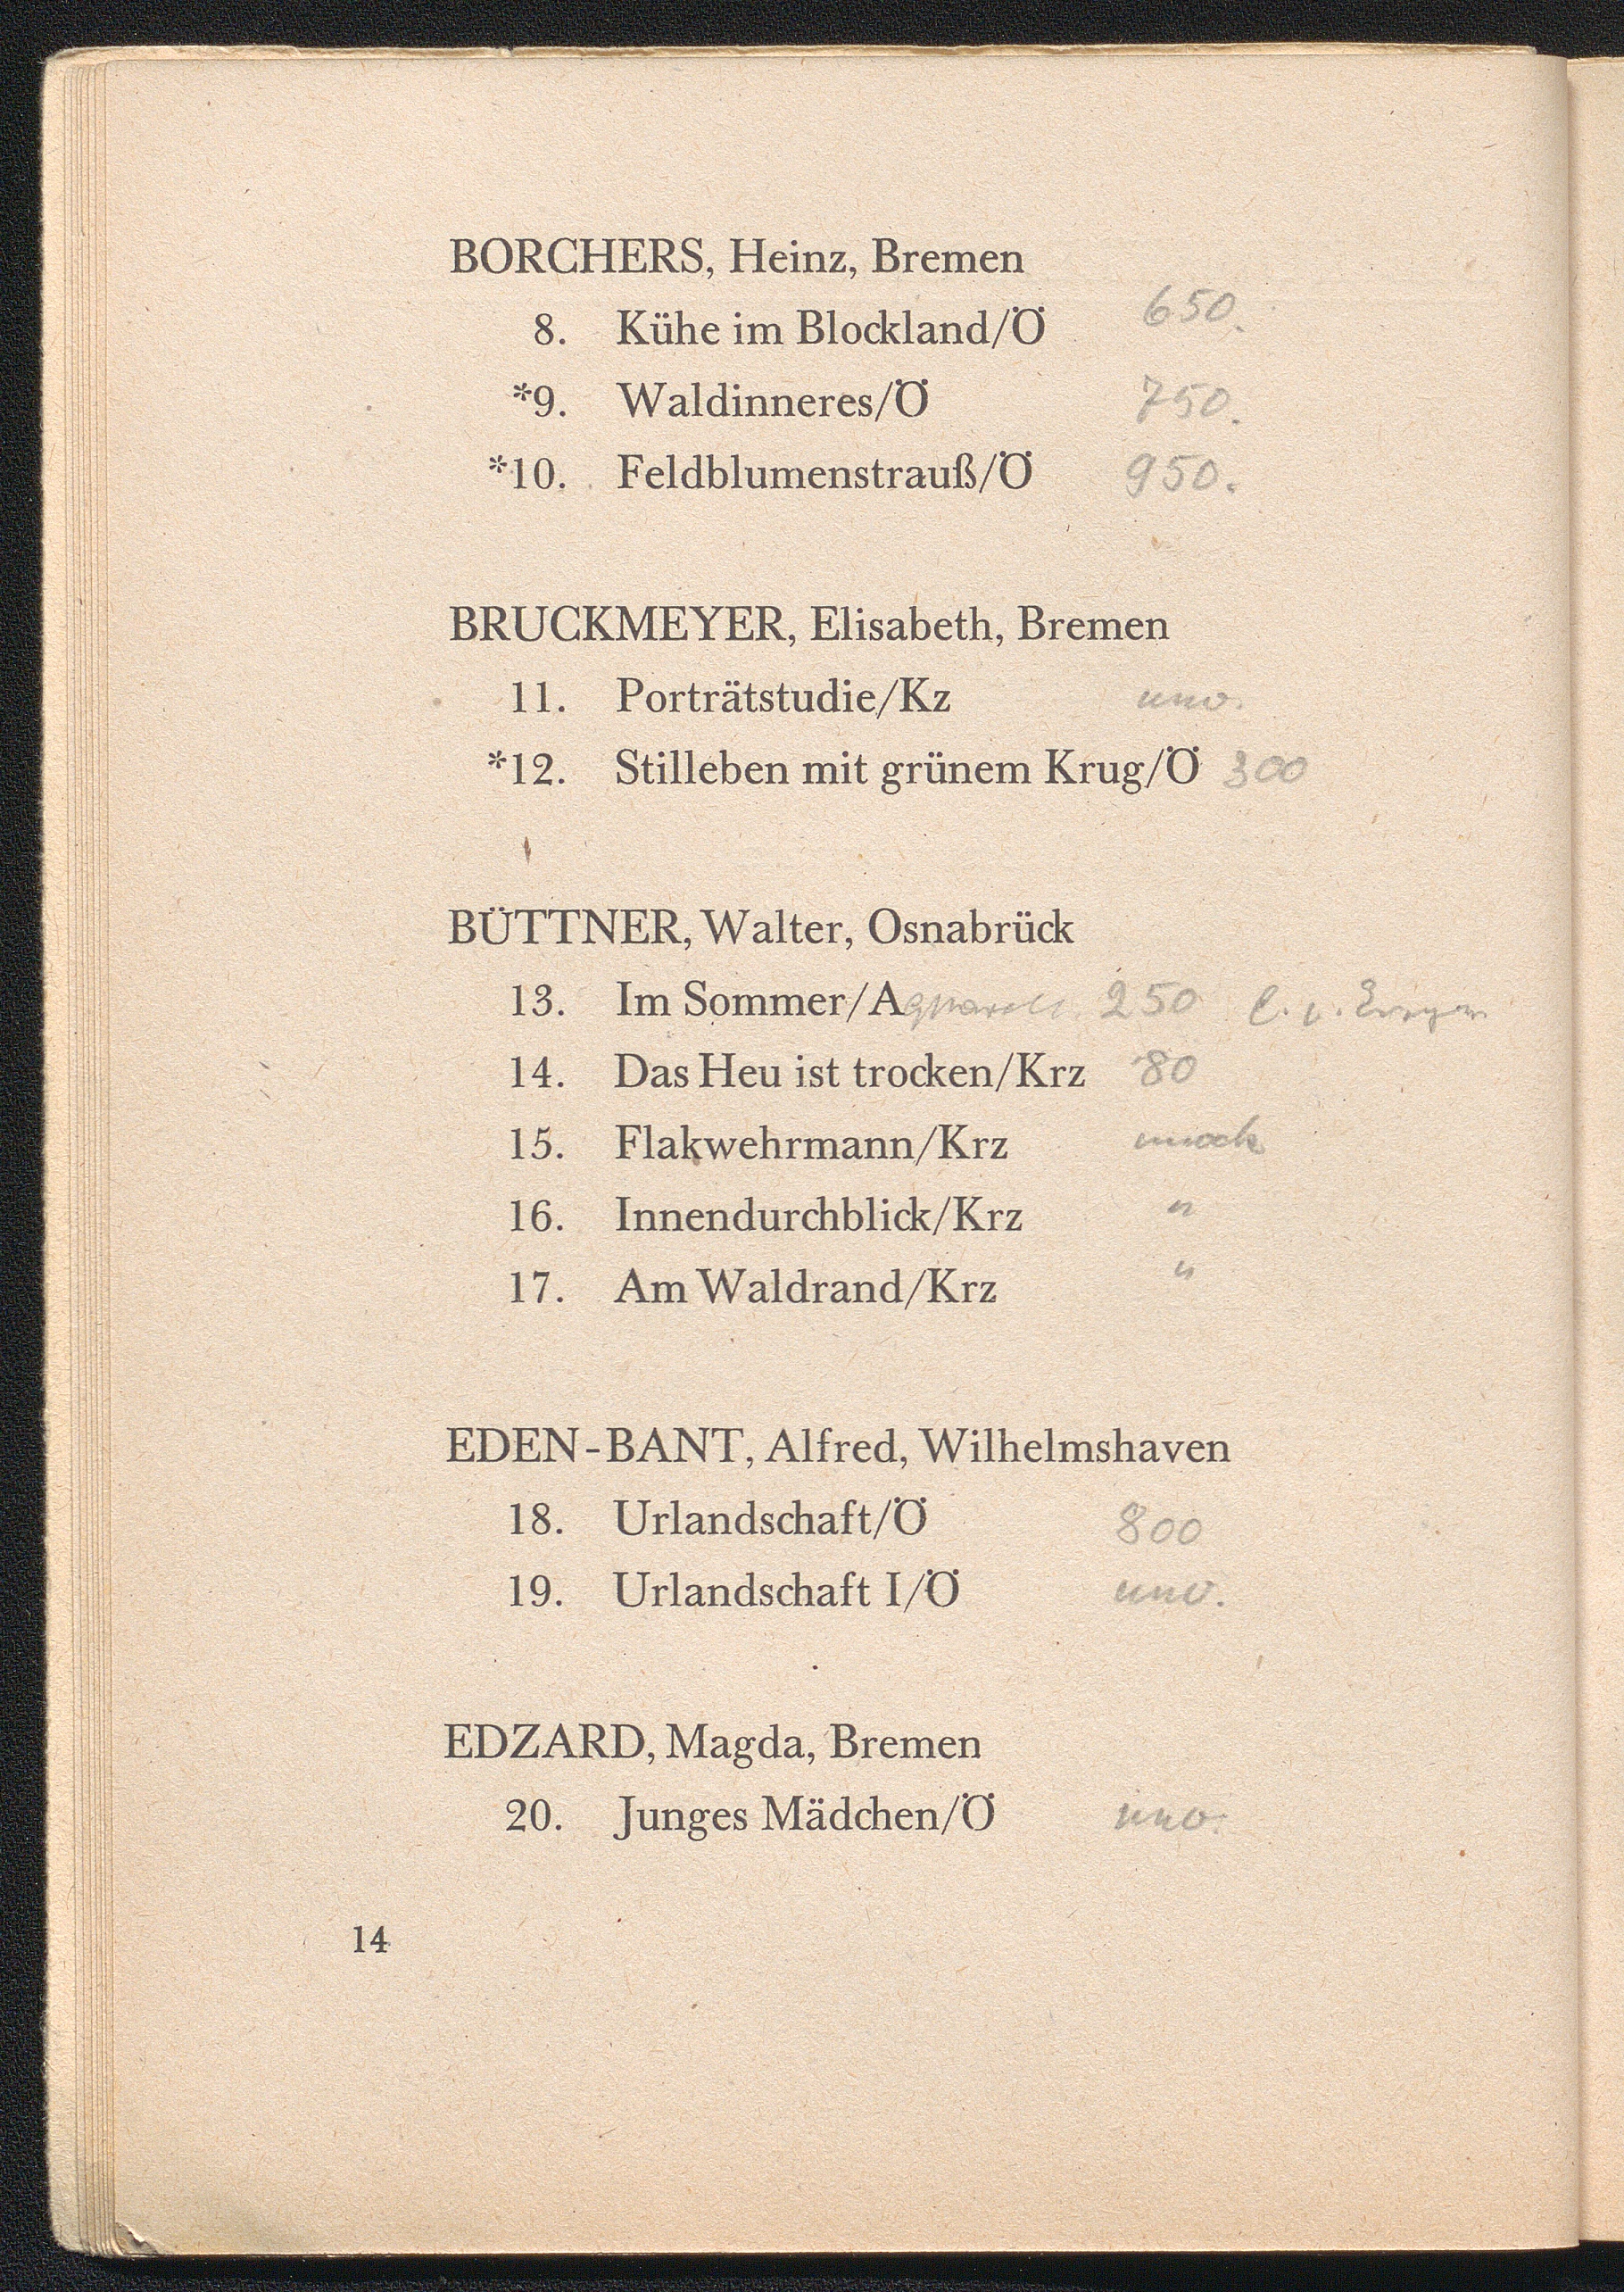 BORCHERS, Heinz, Bremen
8. Kühe im Blockland/Ö 650.
*9. Waldinneres/Ö 750.
*10. Feldblumenstrauß/Ö 950.
BRUCKMEYER, Elisabeth, Bremen
11. Porträtstudie/Kz unv.
*12. Stilleben mit grünem Krug/Ö 300
BÜTTNER, Walter, Osnabrück
13. Im Sommer/Aquarell. 250
14. Das Heu ist trocken/Krz 80
15. Flakwehrmann/Krz
16. Innendurchblick/Krz "
17. Am Waldrand/Krz "
EDEN-BANT, Alfred, Wilhelmshaven
18. Urlandschaft/Ö 800
19. Urlandschaft I/Ö unv.
EDZARD, Magda, Bremen
20. Junges Mädchen/Ö unv.
14